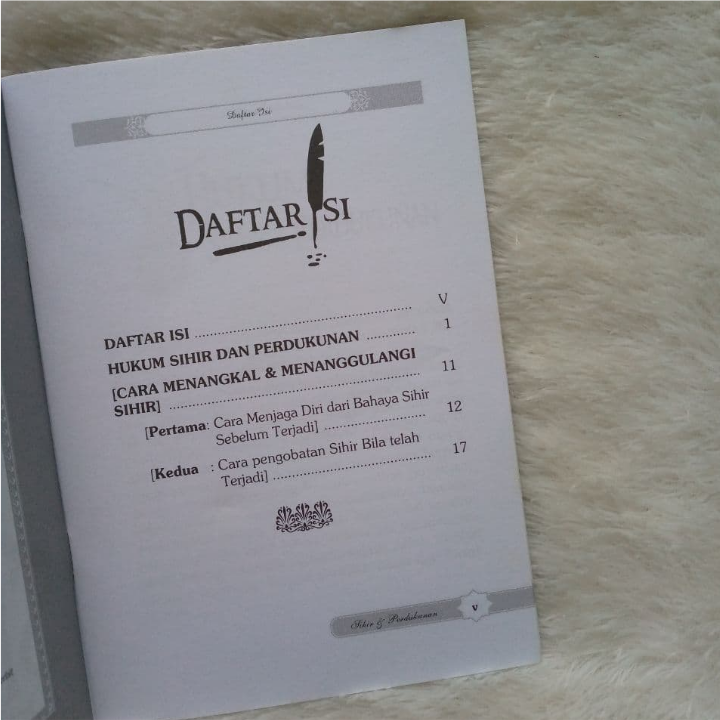 Daftar Isi
DAFTAR ISI
DAFTAR ISI ........................................................ V
HUKUM SIHIR DAN PERDUKUNAN ............ 1
[CARA MENANGKAL & MENANGGULANGI
SIHIR] ................................................................ 11
[Pertama: Cara Menjaga Diri dari Bahaya Sihir
Sebelum Terjadi] .......................... 12
[Kedua : Cara pengobatan Sihir Bila telah
Terjadi] ........................................ 17
Sihir & Perdukunan v